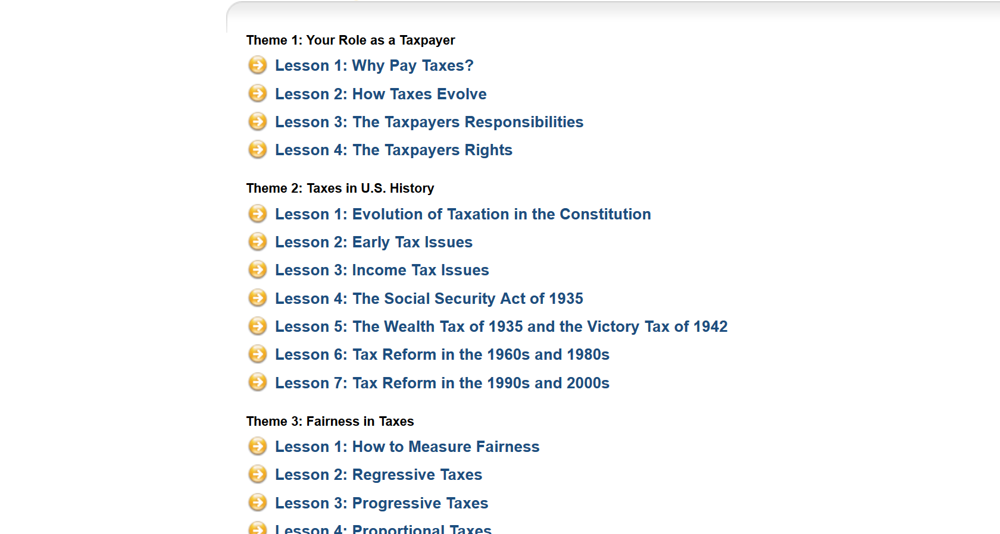 Theme 1: Your Role as a Taxpayer
Lesson 1: Why Pay Taxes?
Lesson 2: How Taxes Evolve
Lesson 3: The Taxpayers Responsibilities
Lesson 4: The Taxpayers Rights
Theme 2: Taxes in U.S. History
Lesson 1: Evolution of Taxation in the Constitution
Lesson 2: Early Tax Issues
Lesson 3: Income Tax Issues
Lesson 4: The Social Security Act of 1935
Lesson 5: The Wealth Tax of 1935 and the Victory Tax of 1942
Lesson 6: Tax Reform in the 1960s and 1980s
Lesson 7: Tax Reform in the 1990s and 2000s
Theme 3: Fairness in Taxes
Lesson 1: How to Measure Fairness
Lesson 2: Regressive Taxes
Lesson 3: Progressive Taxes
Lesson 4: Proportional Taxes